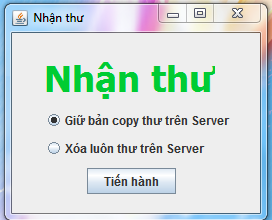 Nhận thư
Nhận thư
Giữ bản copy thư trên Server
Xóa luôn thư trên Server
Tiến hành